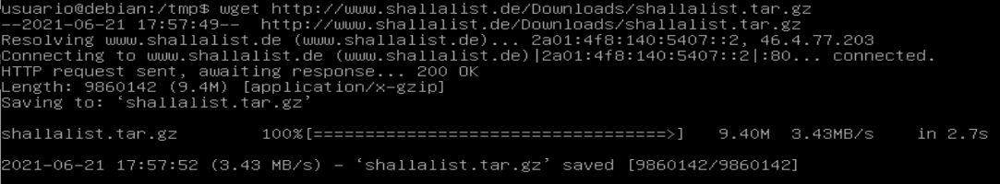 usuario@debian:/tmp$ wget http://www.shallalist.de/Downloads/shallalist.tar.gz
--2021-06-21 17:57:49--  http://www.shallalist.de/Downloads/shallalist.tar.gz
Resolving www.shallalist.de (www.shallalist.de)... 2a01:4f8:140:5407::2, 46.4.77.203
Connecting to www.shallalist.de (www.shallalist.de)|2a01:4f8:140:5407::2|:80... connected.
HTTP request sent, awaiting response... 200 OK
Length: 9860142 (9.4M) [application/x-gzip]
Saving to: ‘shallalist.tar.gz’
shallalist.tar.gz        100%[===================================>]   9.40M  3.43MB/s    in 2.7s
2021-06-21 17:57:52 (3.43 MB/s) – ‘shallalist.tar.gz’ saved [9860142/9860142]